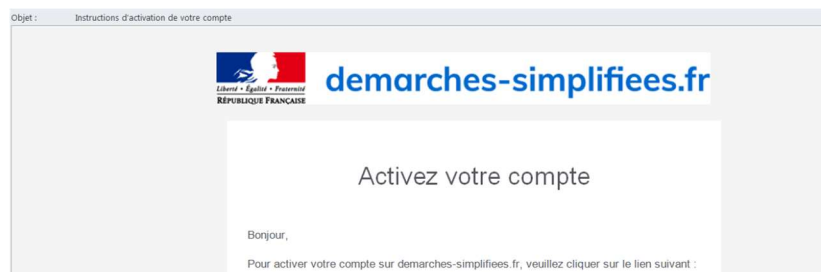 Objet : Instructions d'activation de votre compte
Liberté • Égalité • Fraternité
RÉPUBLIQUE FRANÇAISE
demarches-simplifiees.fr
Activez votre compte
Bonjour,
Pour activer votre compte sur demarches-simplifiees.fr, veuillez cliquer sur le lien suivant :